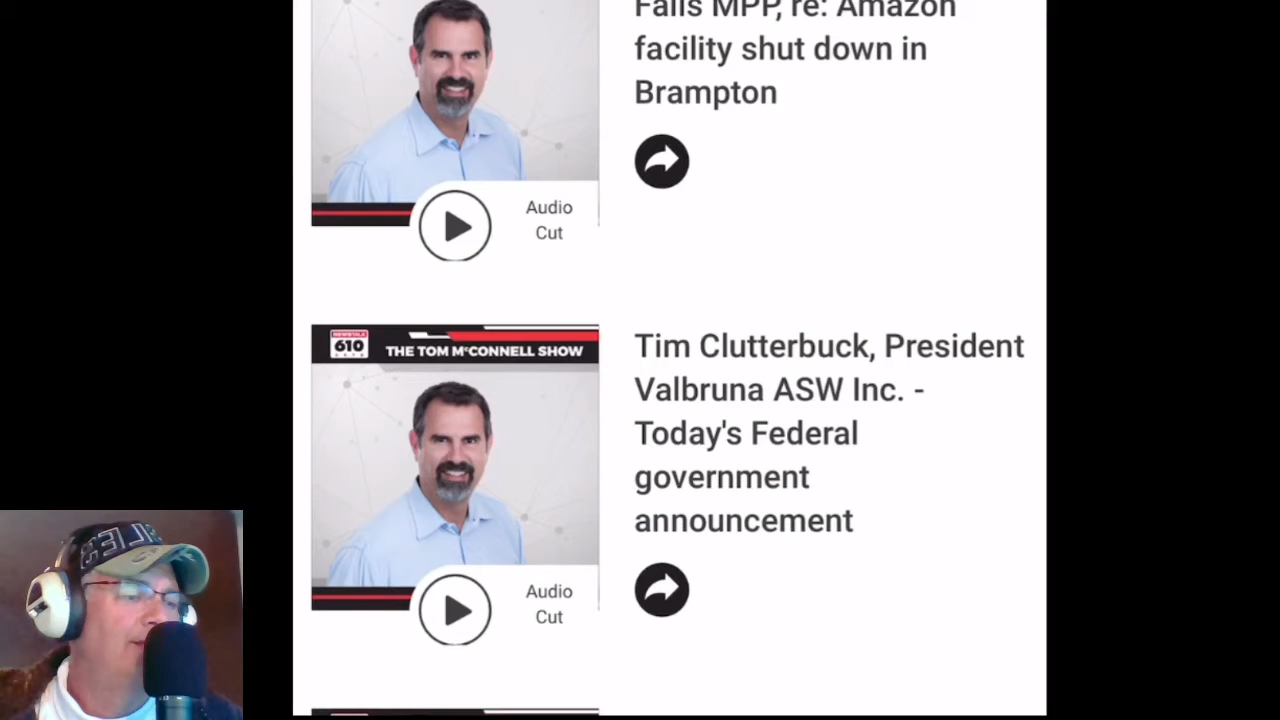 Falls MPP, re: Amazon
facility shut down in
Brampton
Audio
Cut
NEWSTALK
610
THE TOM McCONNELL SHOW
Tim Clutterbuck, President
Valbruna ASW Inc. -
Today's Federal
government
announcement
Audio
Cut